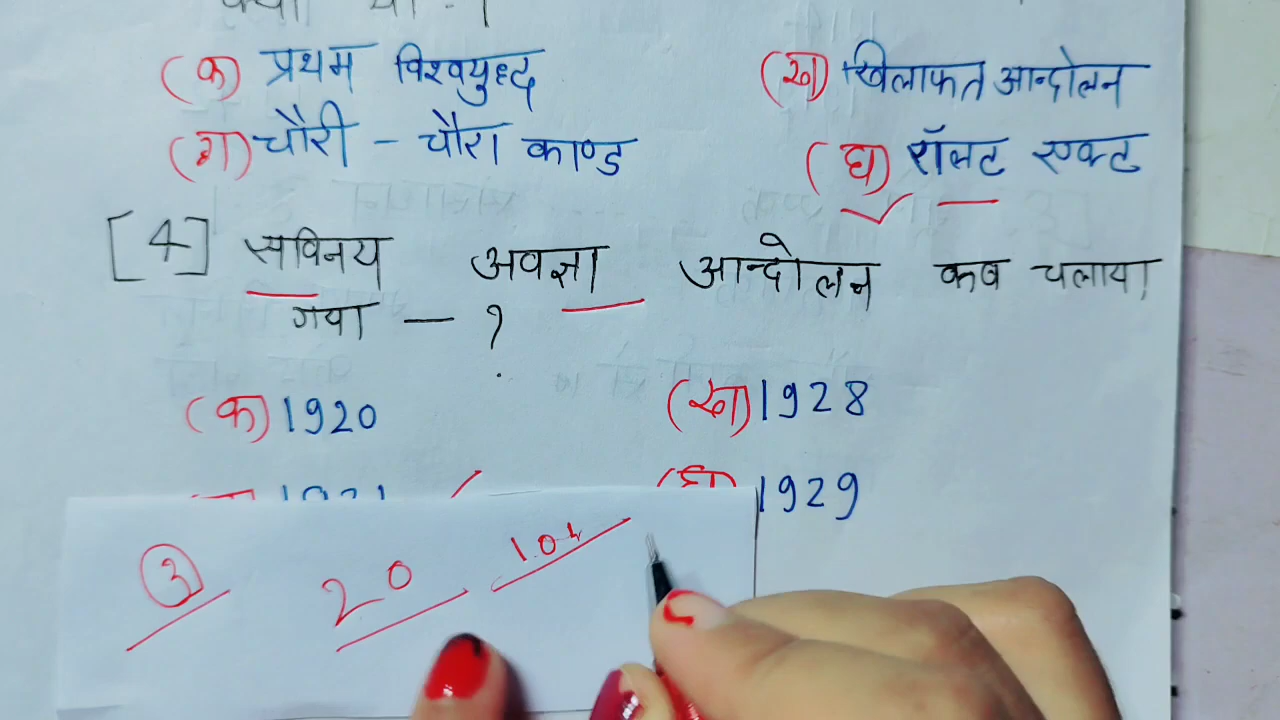 (क) प्रथम विश्वयुध्द (ख) खिलाफत आन्दोलन
(ग) चौरी - चौरा काण्ड (घ) रॉलट एक्ट
[4] सविनय अवज्ञा आन्दोलन कब चलाया
गया — ?
(क) 1920 (ख) 1928
(घ) 1929
3 20 10+